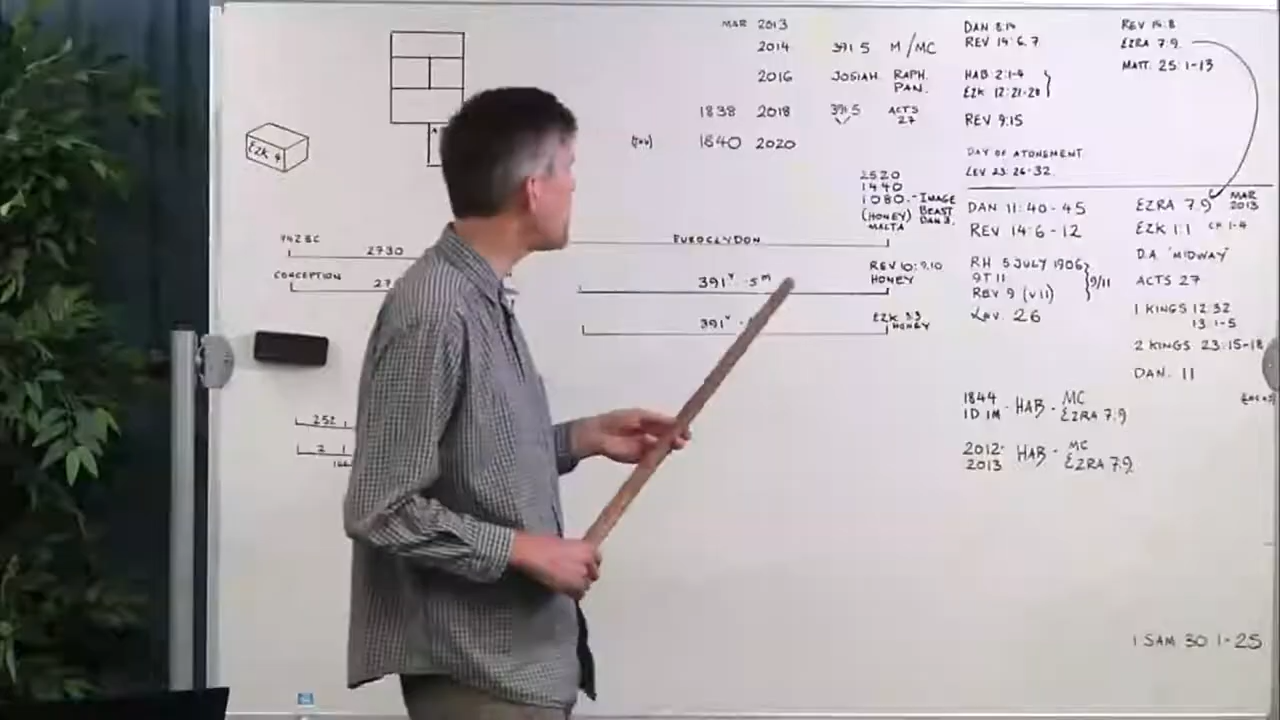 MAR 2013
2014 391 5 M/MC
2016 JOSIAH RAPH.
PAN.
1838 2018 391.5 ACTS
27
1840 2020
EZK 4
DAN 8:14
REV 14:6,7
HAB 2:1-4
EZK 12:21-28
REV 9:15
DAY OF ATONEMENT
LEV 23:26-32
REV 14:8
EZRA 7:9
MATT. 25:1-13
2520
1440
1080.-IMAGE
BEAST
DAN 3.
(HONEY)
MALTA
742 BC
2730
EUROCLYDON
CONCEPTION
27
391Y .5M
REV 10:9,10
HONEY
391Y
EZK 3:3
HONEY
252
2 1
DAN 11:40-45
REV 14:6-12
RH 5 JULY 1906
9T 11
REV 9 (V11)
9/11
LEV. 26
EZRA 7.9 MAR
2013
EZK 1:1 CH 1-4
D.A "MIDWAY"
ACTS 27
1 KINGS 12:32
13:1-5
2 KINGS 23:15-18
DAN. 11
1844
1D 1M - HAB - MC
EZRA 7.9
2012-
2013 HAB - MC
EZRA 7.9
1 SAM 30 1-25